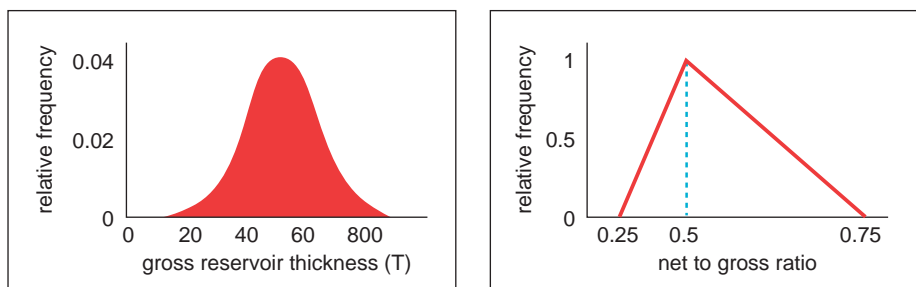 relative frequency
0.04
0.02
0
0 20 40 60 800
gross reservoir thickness (T)
relative frequency
1
0.5
0
0.25 0.5 0.75
net to gross ratio